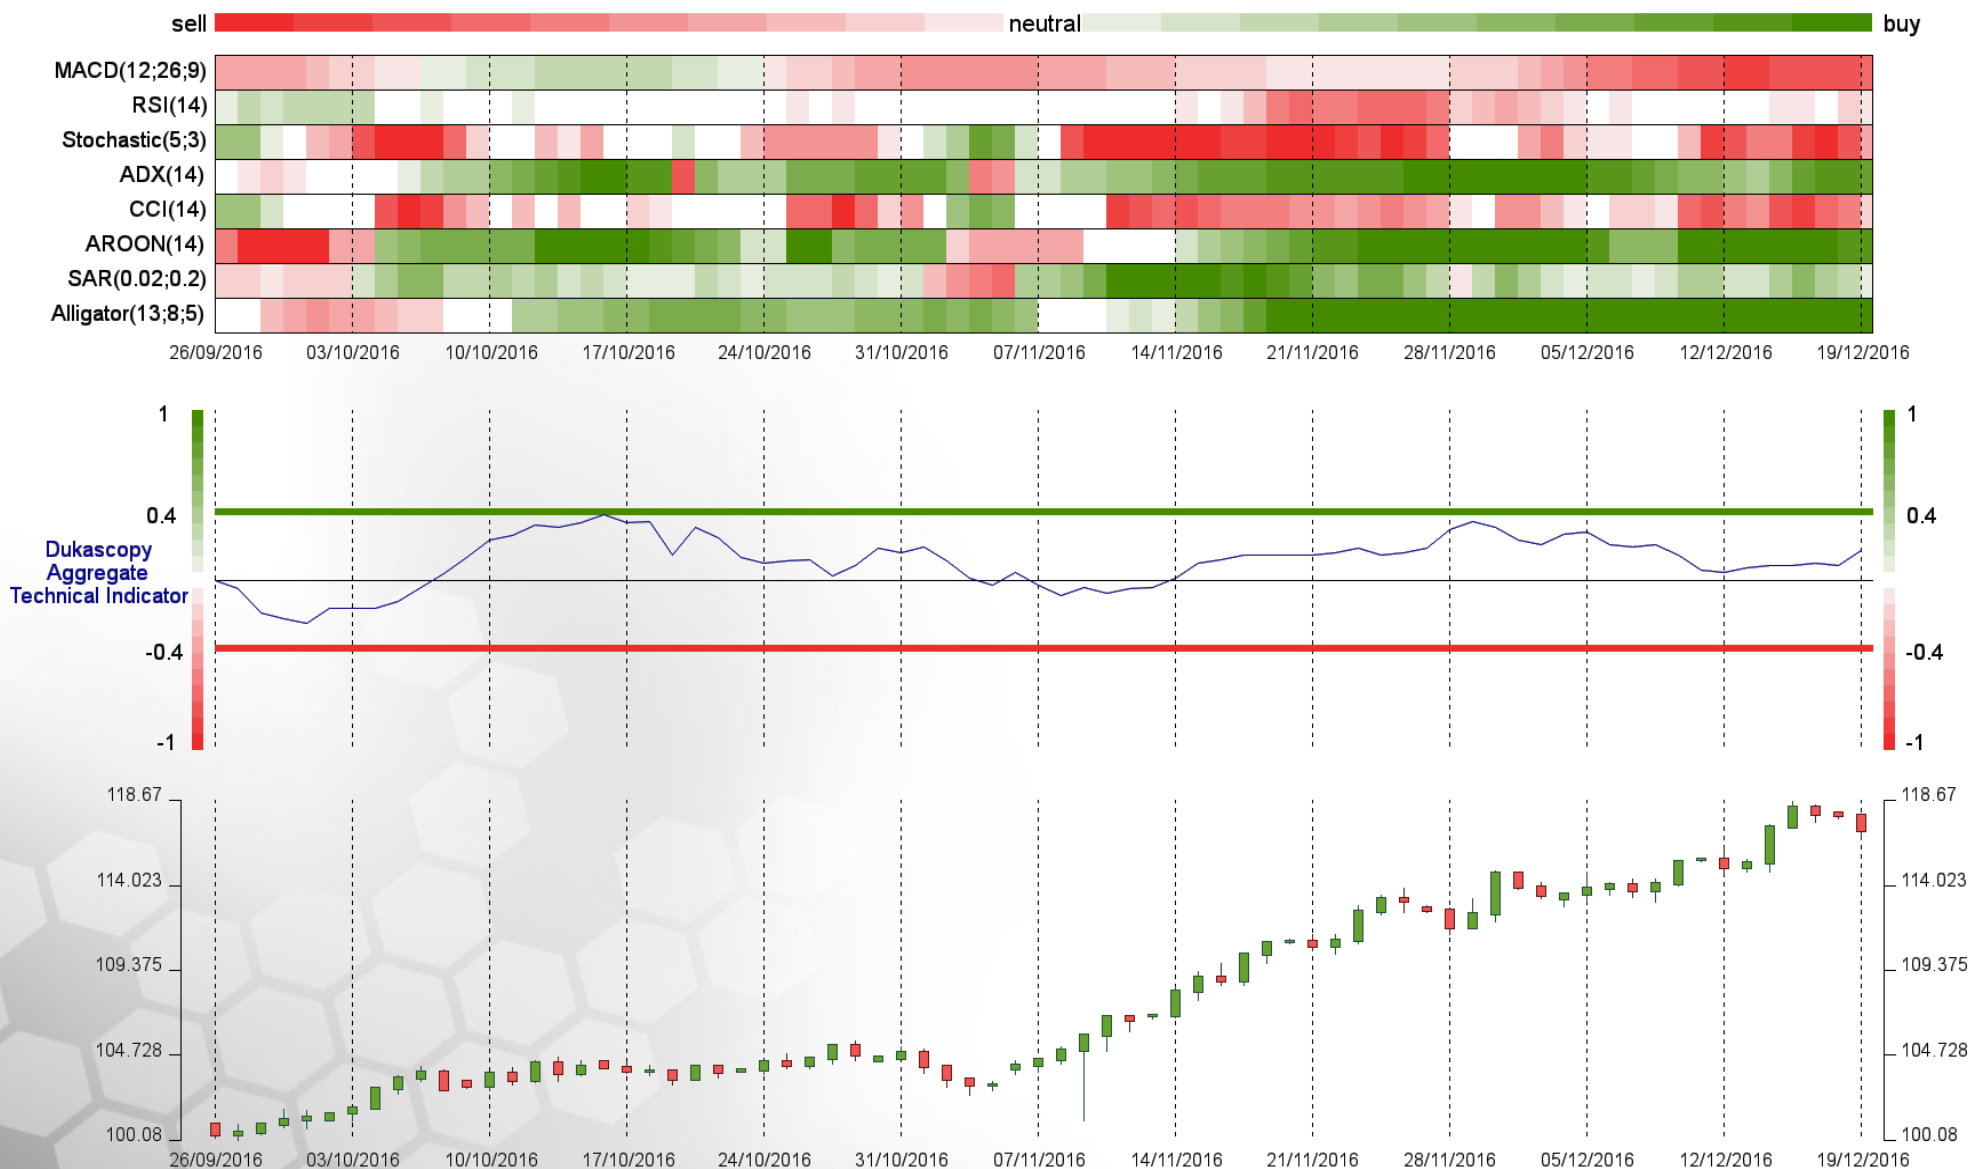 sell neutral buy
MACD(12;26;9)
RSI(14)
Stochastic(5;3)
ADX(14)
CCI(14)
AROON(14)
SAR(0.02;0.2)
Alligator(13;8;5)
26/09/2016 03/10/2016 10/10/2016 17/10/2016 24/10/2016 31/10/2016 07/11/2016 14/11/2016 21/11/2016 28/11/2016 05/12/2016 12/12/2016 19/12/2016
1 1
0.4 0.4
Dukascopy
Aggregate
Technical Indicator
-0.4 -0.4
-1 -1
118.67 118.67
114.023 114.023
109.375 109.375
104.728 104.728
100.08 100.08
26/09/2016 03/10/2016 10/10/2016 17/10/2016 24/10/2016 31/10/2016 07/11/2016 14/11/2016 21/11/2016 28/11/2016 05/12/2016 12/12/2016 19/12/2016